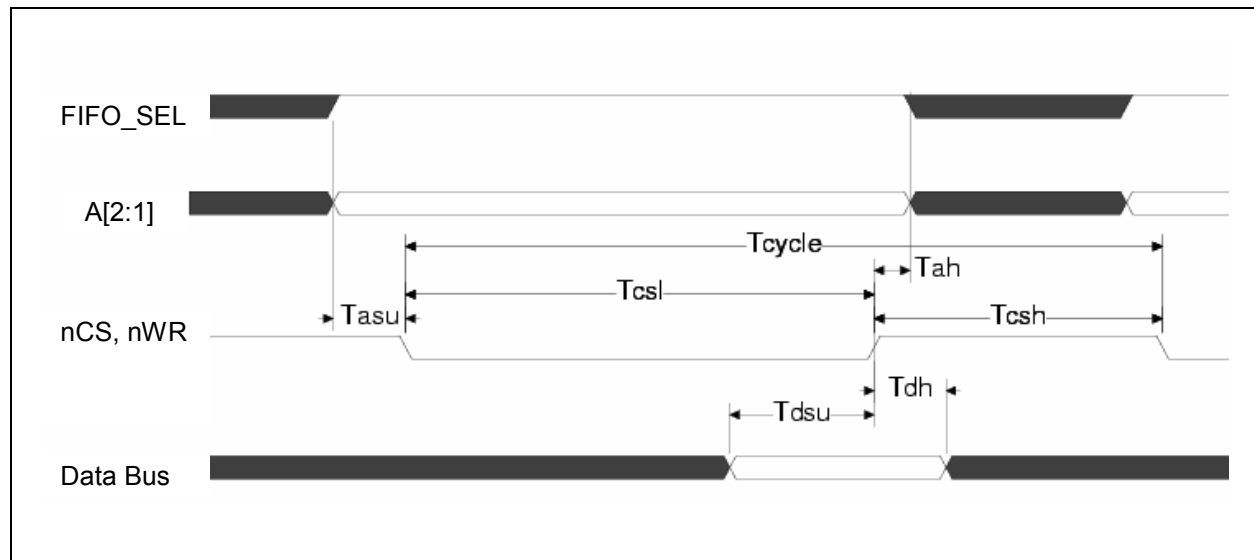 FIFO_SEL
A[2:1]
Tcycle
Tah
Tcsl
Tasu
Tcsh
nCS, nWR
Tdh
Tdsu
Data Bus